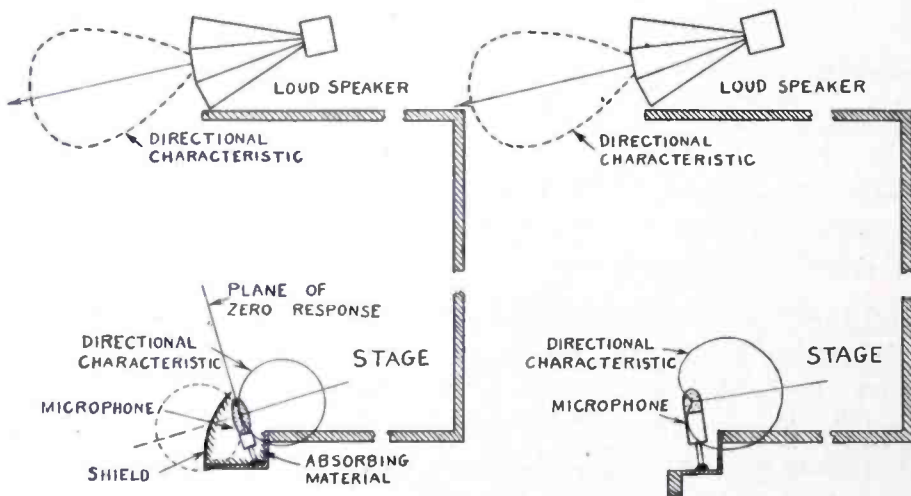 LOUD SPEAKER
DIRECTIONAL
CHARACTERISTIC
PLANE OF
ZERO RESPONSE
DIRECTIONAL
CHARACTERISTIC
STAGE
MICROPHONE
SHIELD
ABSORBING
MATERIAL
LOUD SPEAKER
DIRECTIONAL
CHARACTERISTIC
DIRECTIONAL
CHARACTERISTIC
STAGE
MICROPHONE